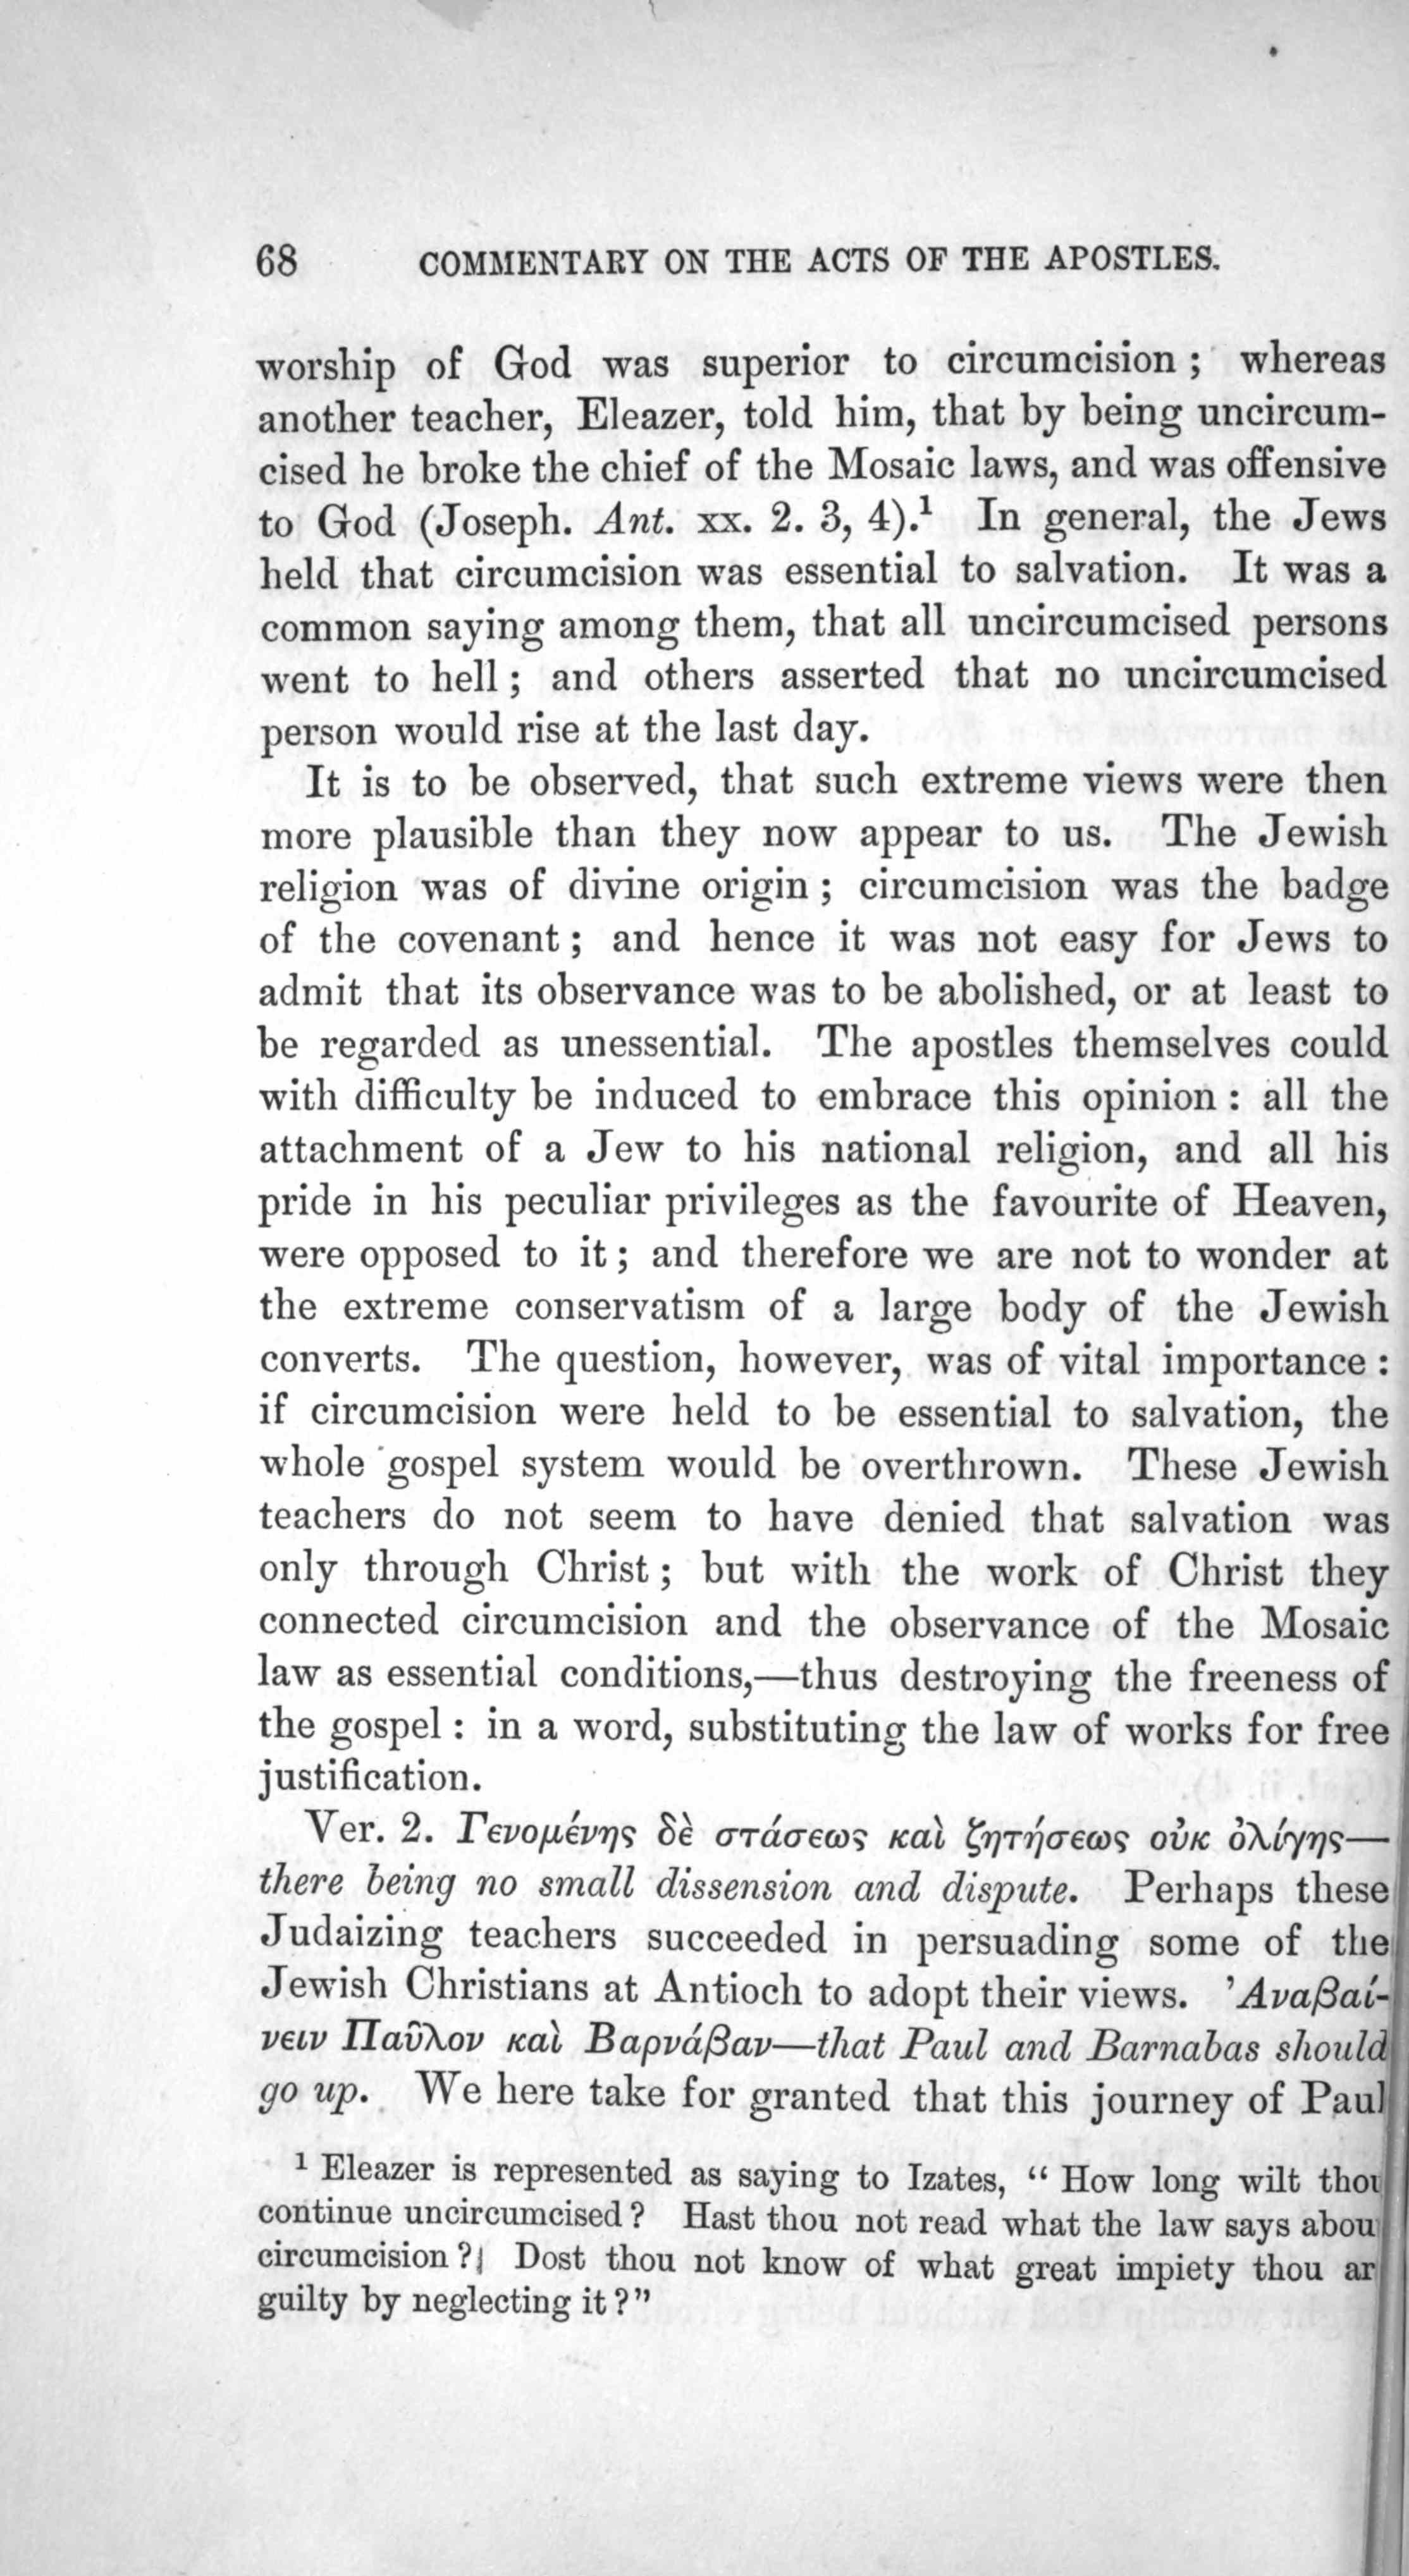 68 COMMENTARY ON THE ACTS OF THE APOSTLES.
worship of God was superior to circumcision ; whereas
another teacher, Eleazer, told him, that by being uncircum-
cised he broke the chief of the Mosaic laws, and was offensive
to God (Joseph. Ant. xx. 2. 3, 4).¹ In general, the Jews
held that circumcision was essential to salvation. It was a
common saying among them, that all uncircumcised persons
went to hell ; and others asserted that no uncircumcised
person would rise at the last day.
It is to be observed, that such extreme views were then
more plausible than they now appear to us. The Jewish
religion was of divine origin ; circumcision was the badge
of the covenant ; and hence it was not easy for Jews to
admit that its observance was to be abolished, or at least to
be regarded as unessential. The apostles themselves could
with difficulty be induced to embrace this opinion : all the
attachment of a Jew to his national religion, and all his
pride in his peculiar privileges as the favourite of Heaven,
were opposed to it ; and therefore we are not to wonder at
the extreme conservatism of a large body of the Jewish
converts. The question, however, was of vital importance :
if circumcision were held to be essential to salvation, the
whole gospel system would be overthrown. These Jewish
teachers do not seem to have denied that salvation was
only through Christ ; but with the work of Christ they
connected circumcision and the observance of the Mosaic
law as essential conditions,—thus destroying the freeness of
the gospel : in a word, substituting the law of works for free
justification.
Ver. 2. Γενομένης δὲ στάσεως καὶ ζητήσεως οὐκ ὀλίγης—
there being no small dissension and dispute. Perhaps these
Judaizing teachers succeeded in persuading some of the
Jewish Christians at Antioch to adopt their views. Ἀναβαί-
νειν Παῦλον καὶ Βαρνάβαν—that Paul and Barnabas should
go up. We here take for granted that this journey of Paul
¹ Eleazer is represented as saying to Izates, “ How long wilt thou
continue uncircumcised ? Hast thou not read what the law says abou
circumcision ? Dost thou not know of what great impiety thou ar
guilty by neglecting it ?”